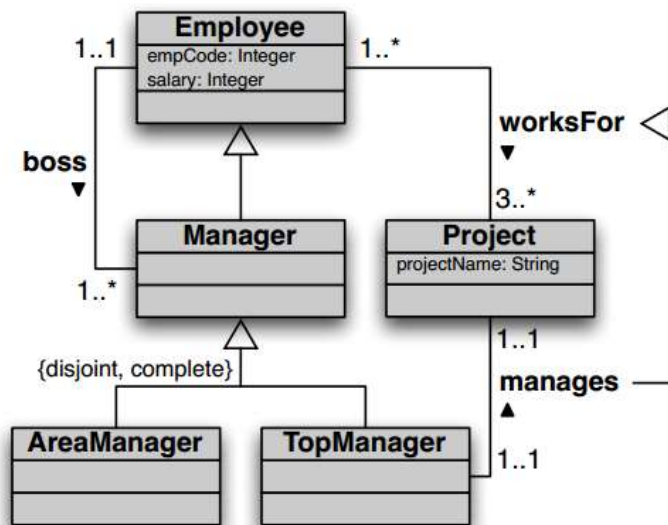 Employee
empCode: Integer
salary: Integer
1..1
1..*
boss
worksFor
3..*
Manager
Project
projectName: String
1..*
1..1
{disjoint, complete}
manages
AreaManager
TopManager
1..1